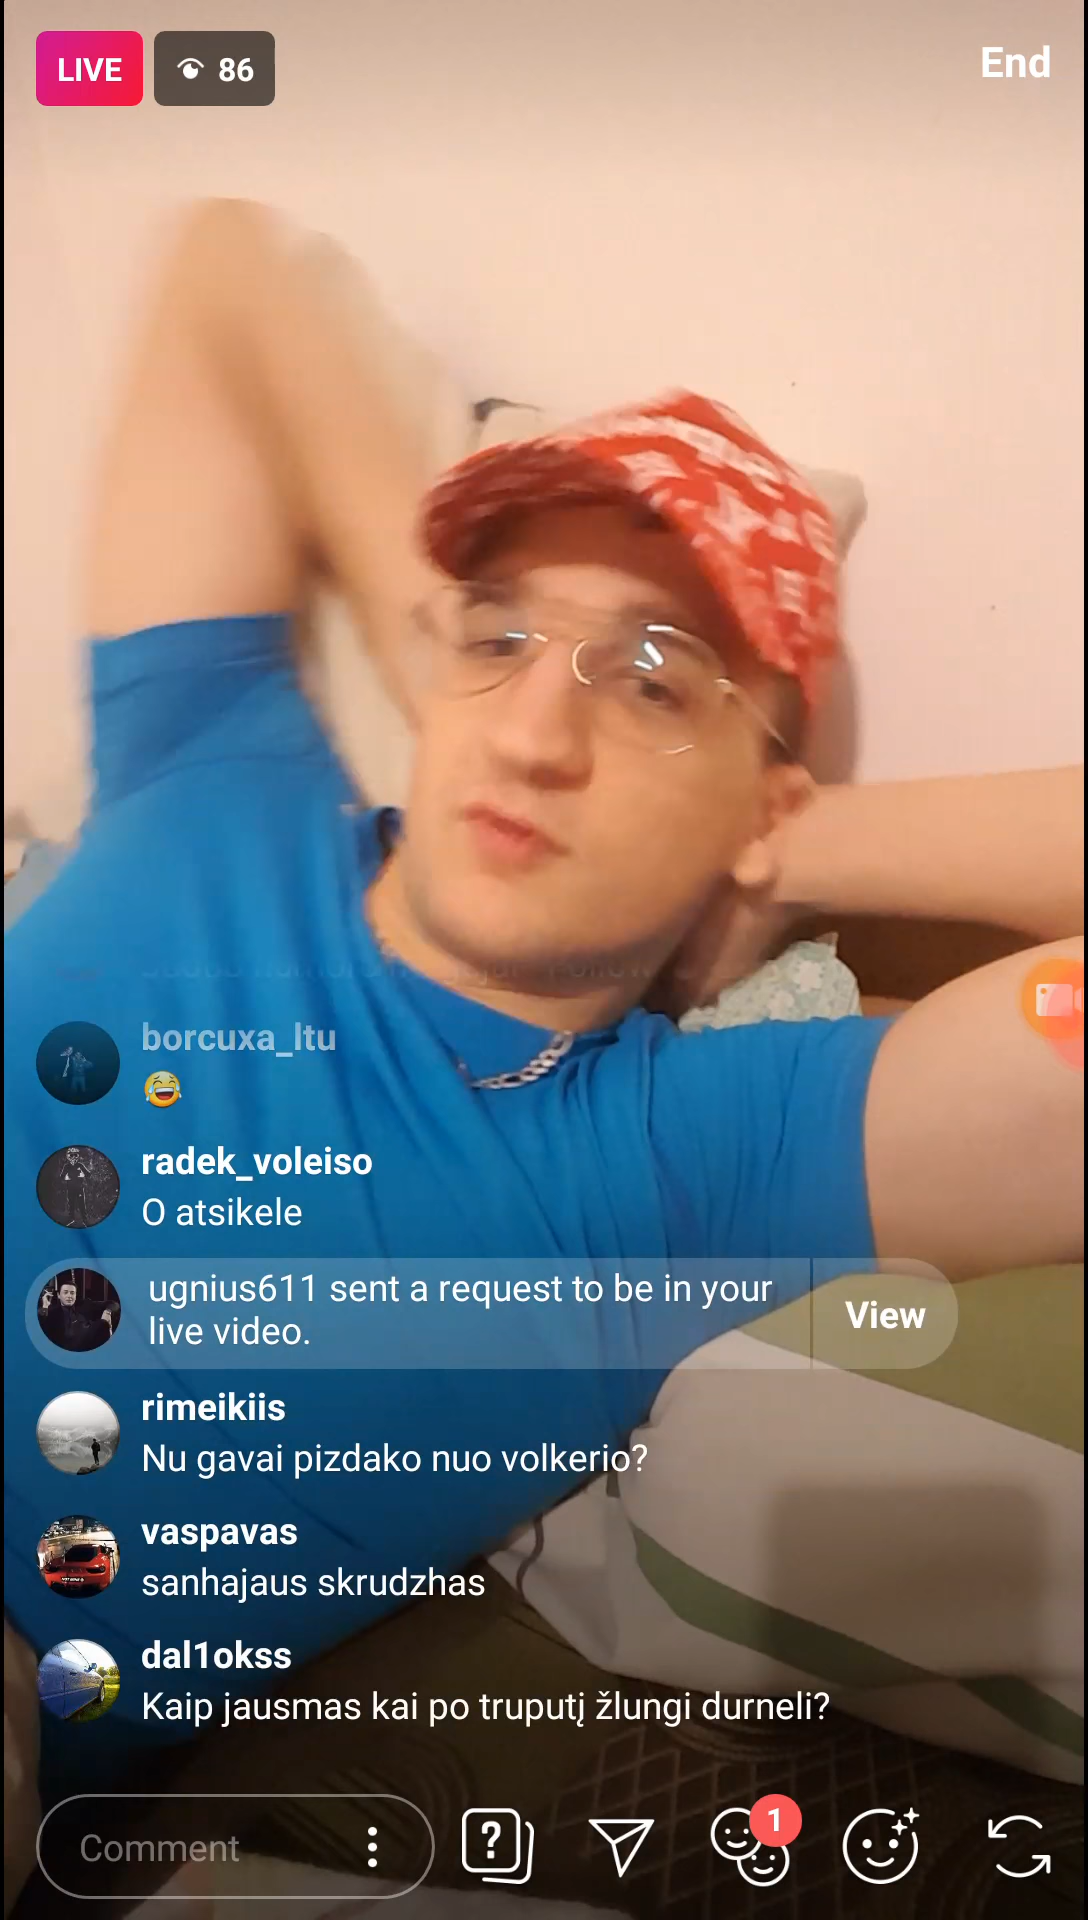 LIVE
86
End
borcuxa_ltu
😂
radek_voleiso
O atsikele
ugnius611 sent a request to be in your
live video.
View
rimeikiis
Nu gavai pizdako nuo volkerio?
vaspavas
sanhajaus skrudzhas
dal1okss
Kaip jausmas kai po truputį žlungi durneli?
Comment
?
1